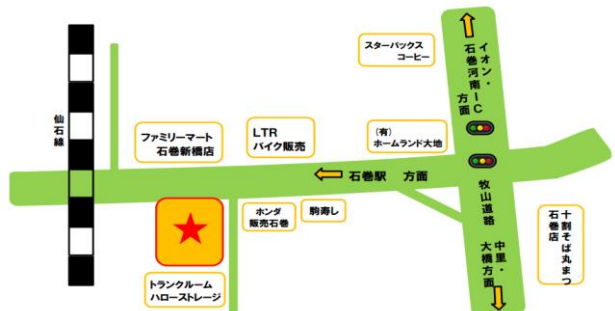 仙石線
ファミリーマート
石巻新橋店
LTR
バイク販売
スターバックス
コーヒー
(有)
ホームランド大地
イオン・
石巻河南IC
方面
石巻駅 方面
牧山道路
中里・
大橋方面
十割そば丸まつ
石巻店
ホンダ
販売石巻
駒寿し
トランクルーム
ハローストレージ